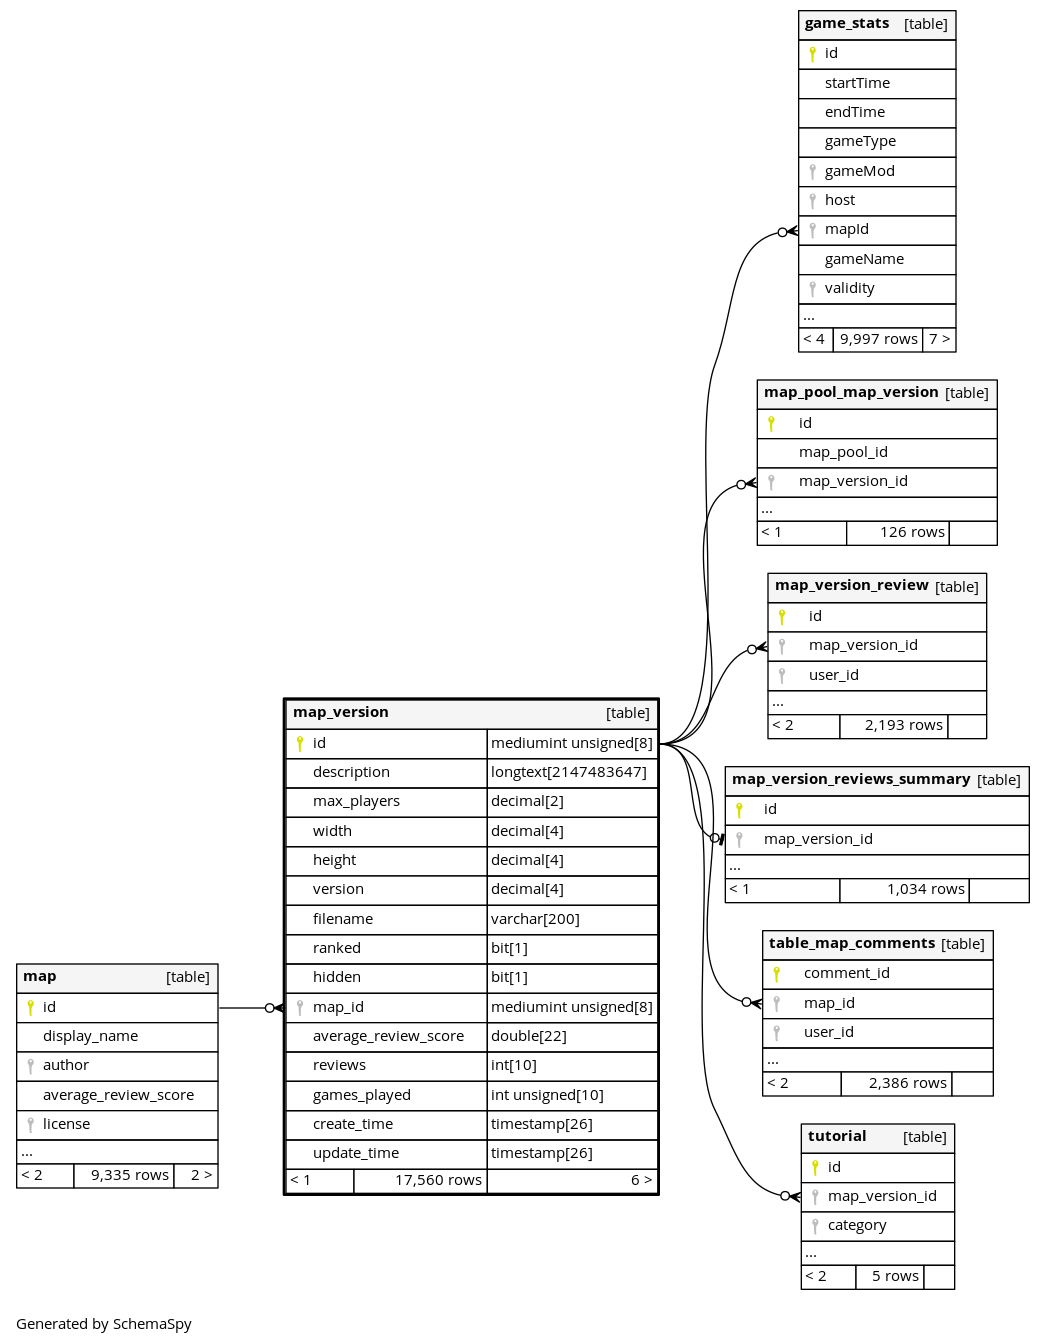 game_stats [table]
id
startTime
endTime
gameType
gameMod
host
mapId
gameName
validity
...
< 4 9,997 rows 7 >
map_pool_map_version [table]
id
map_pool_id
map_version_id
...
< 1 126 rows
map_version_review [table]
id
map_version_id
user_id
...
< 2 2,193 rows
map_version [table]
id mediumint unsigned[8]
description longtext[2147483647]
max_players decimal[2]
width decimal[4]
height decimal[4]
version decimal[4]
filename varchar[200]
ranked bit[1]
hidden bit[1]
map_id mediumint unsigned[8]
average_review_score double[22]
reviews int[10]
games_played int unsigned[10]
create_time timestamp[26]
update_time timestamp[26]
< 1 17,560 rows 6 >
map_version_reviews_summary [table]
id
map_version_id
...
< 1 1,034 rows
table_map_comments [table]
comment_id
map_id
user_id
...
< 2 2,386 rows
map [table]
id
display_name
author
average_review_score
license
...
< 2 9,335 rows 2 >
tutorial [table]
id
map_version_id
category
...
< 2 5 rows
Generated by SchemaSpy